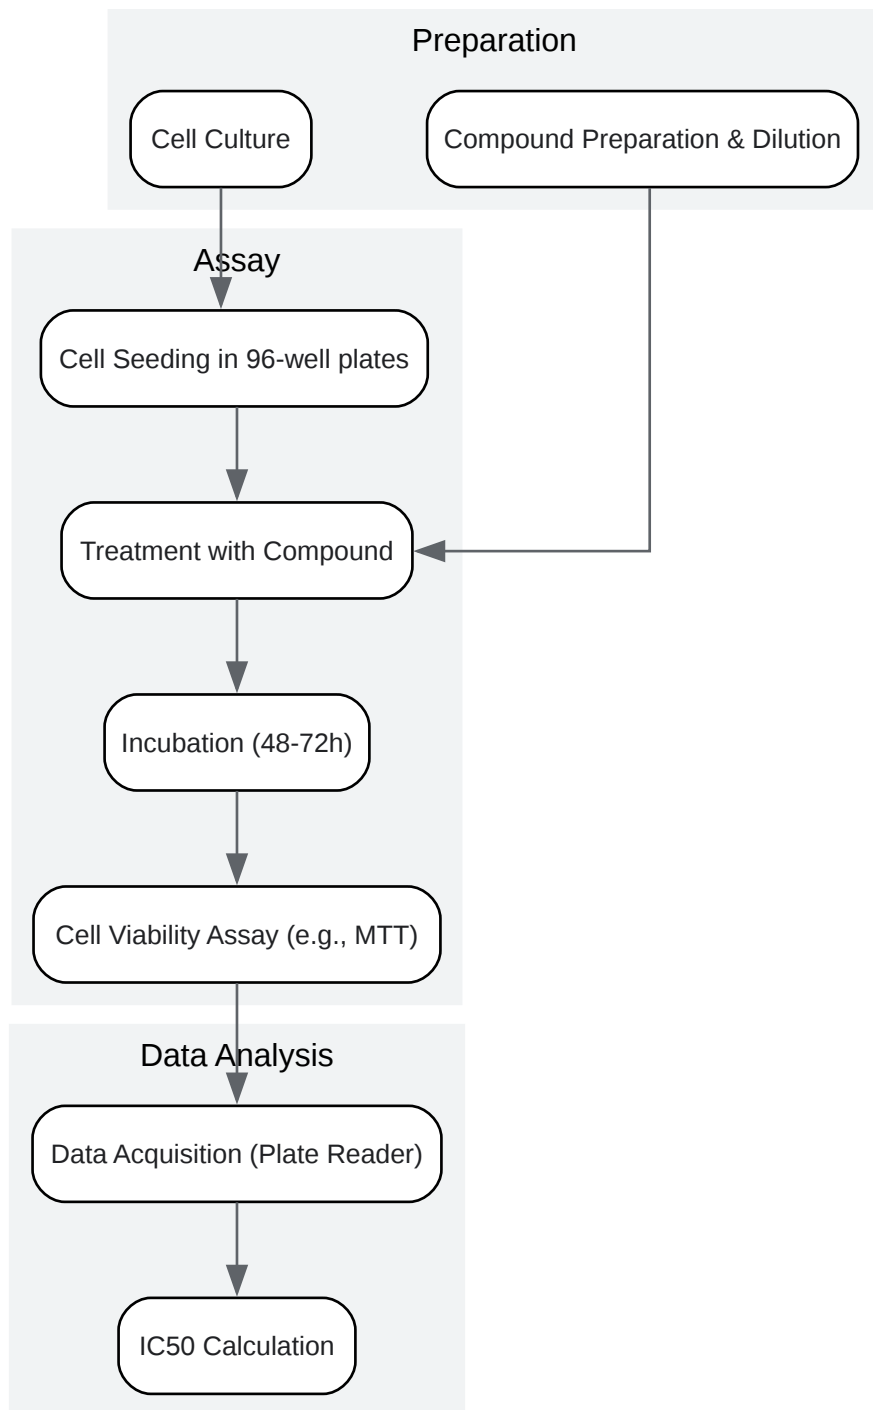 Preparation
Cell Culture
Compound Preparation & Dilution
Assay
Cell Seeding in 96-well plates
Treatment with Compound
Incubation (48-72h)
Cell Viability Assay (e.g., MTT)
Data Analysis
Data Acquisition (Plate Reader)
IC50 Calculation